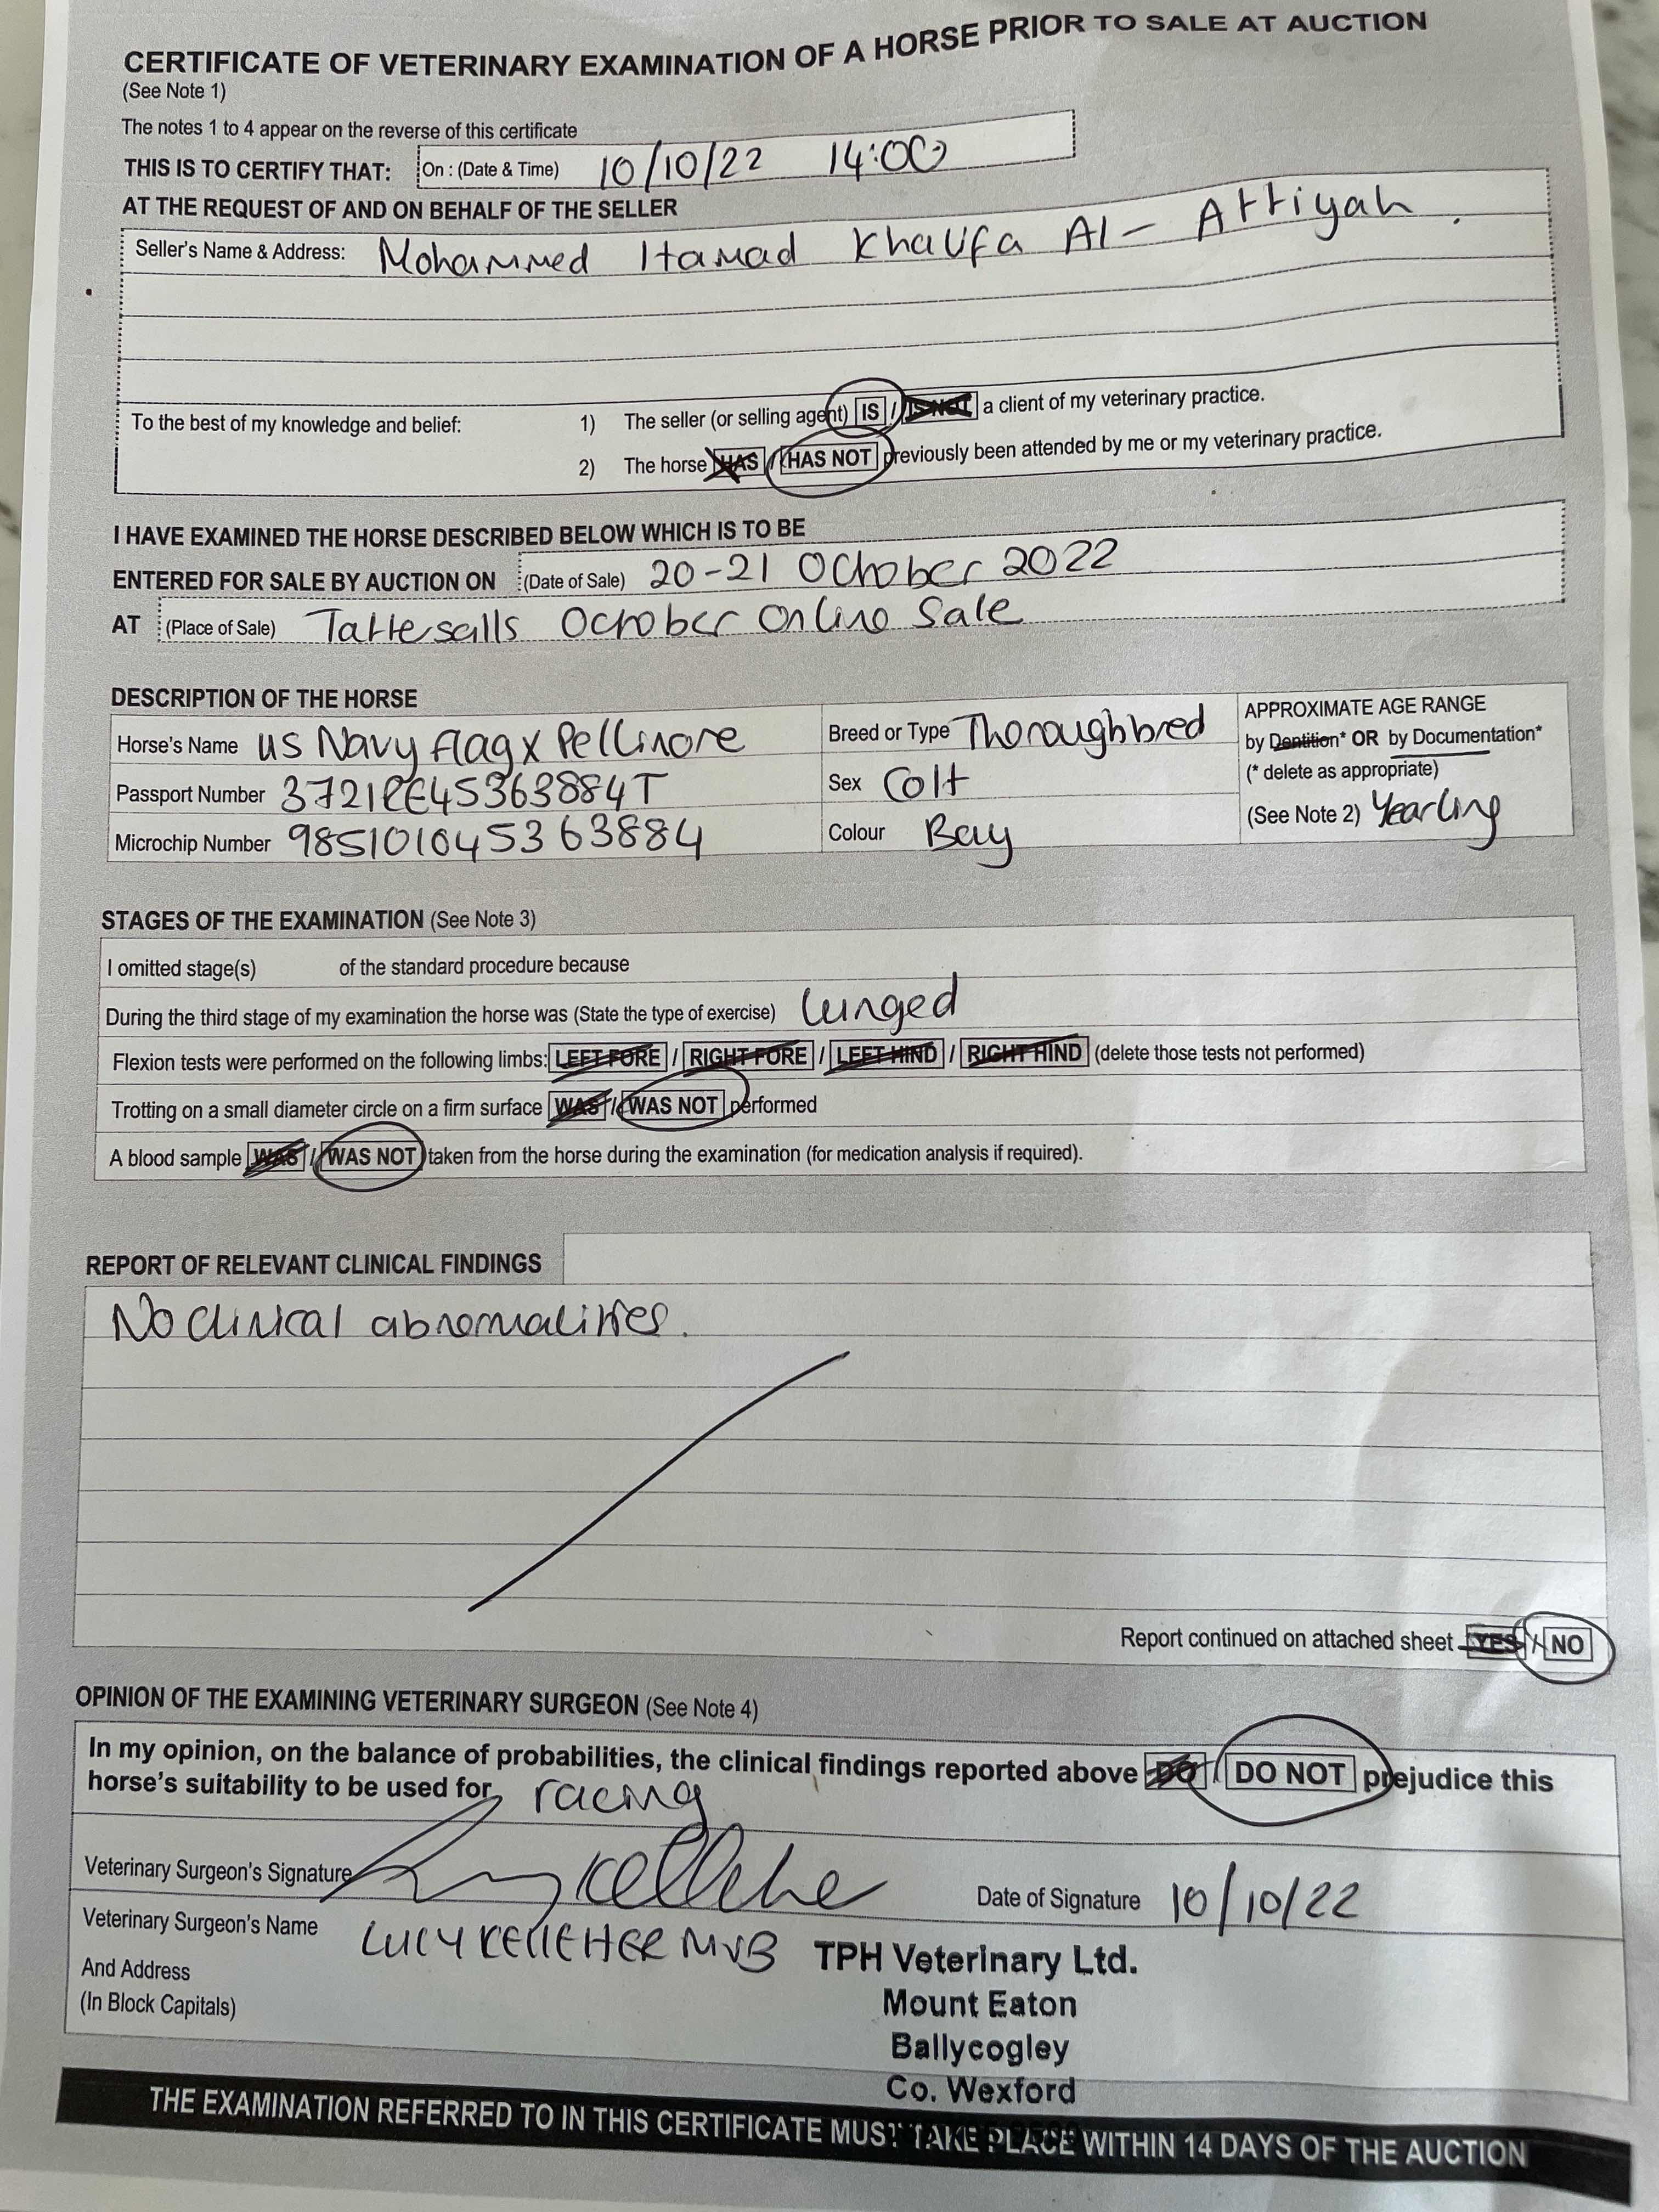 CERTIFICATE OF VETERINARY EXAMINATION OF A HORSE PRIOR TO SALE AT AUCTION
(See Note 1)
The notes 1 to 4 appear on the reverse of this certificate
THIS IS TO CERTIFY THAT: On : (Date & Time) 10/10/22 14:00
AT THE REQUEST OF AND ON BEHALF OF THE SELLER
Seller's Name & Address: Mohammed Hamad Khalifa Al - Attiyah.
To the best of my knowledge and belief: 1) The seller (or selling agent) IS / IS NOT a client of my veterinary practice.
2) The horse HAS / HAS NOT previously been attended by me or my veterinary practice.
I HAVE EXAMINED THE HORSE DESCRIBED BELOW WHICH IS TO BE
ENTERED FOR SALE BY AUCTION ON (Date of Sale) 20-21 October 2022
AT (Place of Sale) Tattesalls October Online Sale
DESCRIPTION OF THE HORSE
Horse's Name US Navy Flag x Pellinore Breed or Type Thoroughbred APPROXIMATE AGE RANGE
by Dentition* OR by Documentation*
Passport Number 3721RE45363884T Sex Colt (* delete as appropriate)
Microchip Number 985101045363884 Colour Bay (See Note 2) Yearling
STAGES OF THE EXAMINATION (See Note 3)
I omitted stage(s) of the standard procedure because
During the third stage of my examination the horse was (State the type of exercise) Lunged
Flexion tests were performed on the following limbs: LEFT FORE / RIGHT FORE / LEFT HIND / RIGHT HIND (delete those tests not performed)
Trotting on a small diameter circle on a firm surface WAS / WAS NOT performed
A blood sample WAS / WAS NOT taken from the horse during the examination (for medication analysis if required).
REPORT OF RELEVANT CLINICAL FINDINGS
No clinical abnomalities.
Report continued on attached sheet YES / NO
OPINION OF THE EXAMINING VETERINARY SURGEON (See Note 4)
In my opinion, on the balance of probabilities, the clinical findings reported above DO / DO NOT prejudice this
horse's suitability to be used for racing
Veterinary Surgeon's Signature Lucy Kelleher Date of Signature 10/10/22
Veterinary Surgeon's Name LUCY KELLEHER MVB TPH Veterinary Ltd.
And Address Mount Eaton
(In Block Capitals) Ballycogley
Co. Wexford
THE EXAMINATION REFERRED TO IN THIS CERTIFICATE MUST TAKE PLACE WITHIN 14 DAYS OF THE AUCTION